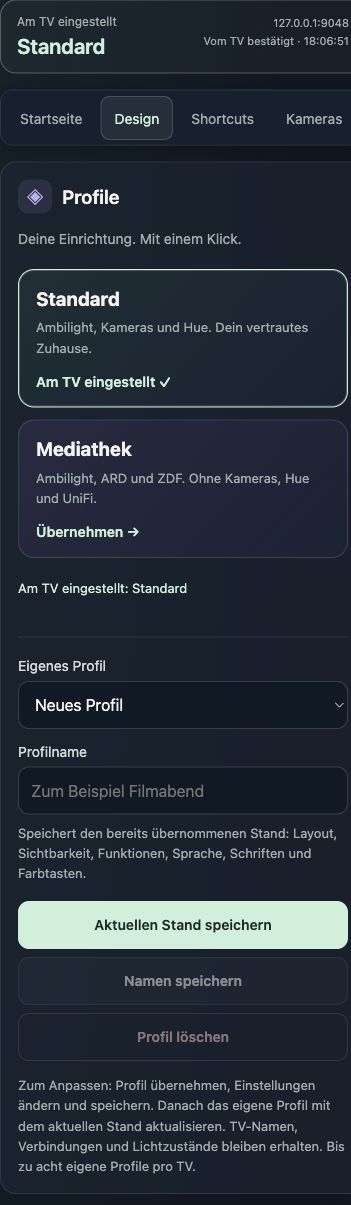 Am TV eingestellt
Standard
127.0.0.1:9048
Vom TV bestätigt · 18:06:51
Startseite Design Shortcuts Kameras
Profile
Deine Einrichtung. Mit einem Klick.
Standard
Ambilight, Kameras und Hue. Dein vertrautes
Zuhause.
Am TV eingestellt ✓
Mediathek
Ambilight, ARD und ZDF. Ohne Kameras, Hue
und UniFi.
Übernehmen →
Am TV eingestellt: Standard
Eigenes Profil
Neues Profil
Profilname
Zum Beispiel Filmabend
Speichert den bereits übernommenen Stand: Layout,
Sichtbarkeit, Funktionen, Sprache, Schriften und
Farbtasten.
Aktuellen Stand speichern
Namen speichern
Profil löschen
Zum Anpassen: Profil übernehmen, Einstellungen
ändern und speichern. Danach das eigene Profil mit
dem aktuellen Stand aktualisieren. TV-Namen,
Verbindungen und Lichtzustände bleiben erhalten. Bis
zu acht eigene Profile pro TV.